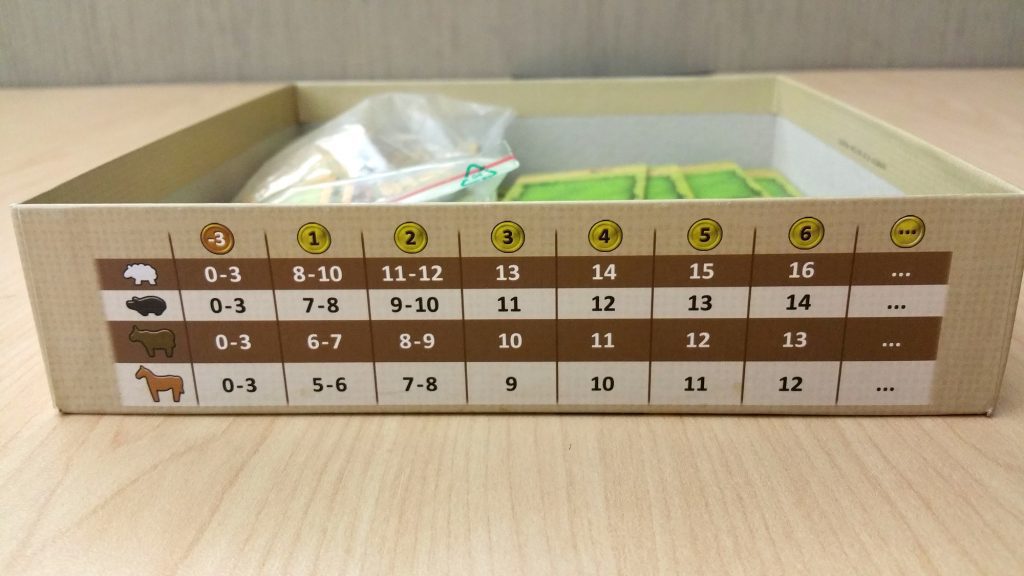 -3 1 2 3 4 5 6 ...
0-3 8-10 11-12 13 14 15 16 ...
0-3 7-8 9-10 11 12 13 14 ...
0-3 6-7 8-9 10 11 12 13 ...
0-3 5-6 7-8 9 10 11 12 ...